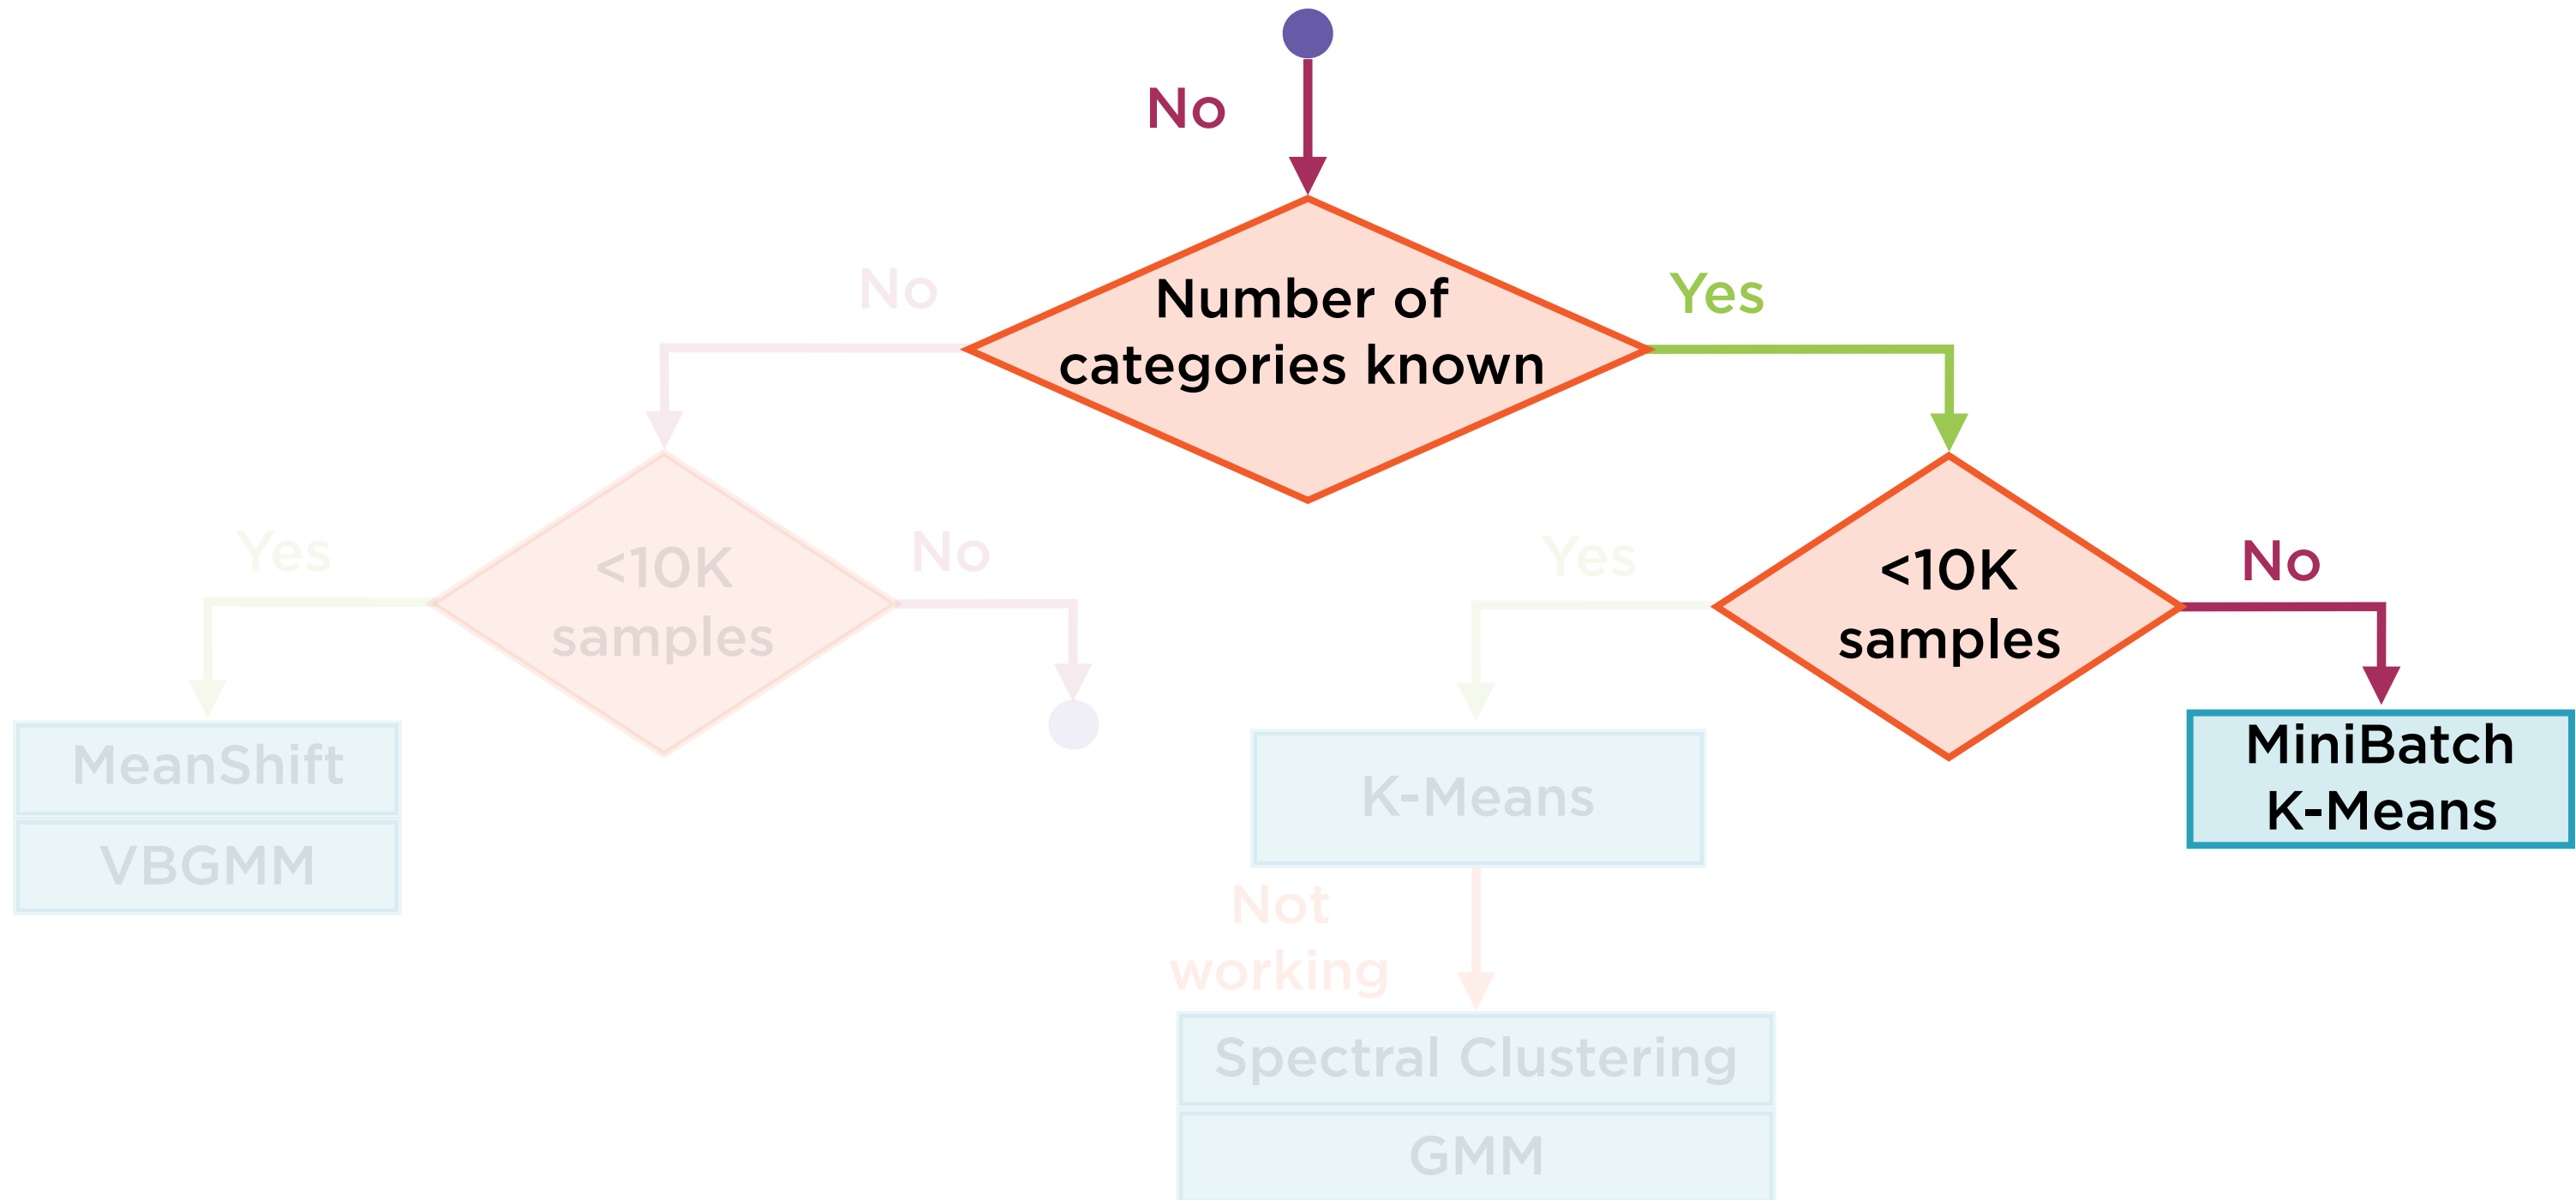 No
Number of
categories known
No
Yes
<10K
samples
Yes
No
<10K
samples
Yes
No
MeanShift
VBGMM
K-Means
MiniBatch
K-Means
Not
working
Spectral Clustering
GMM